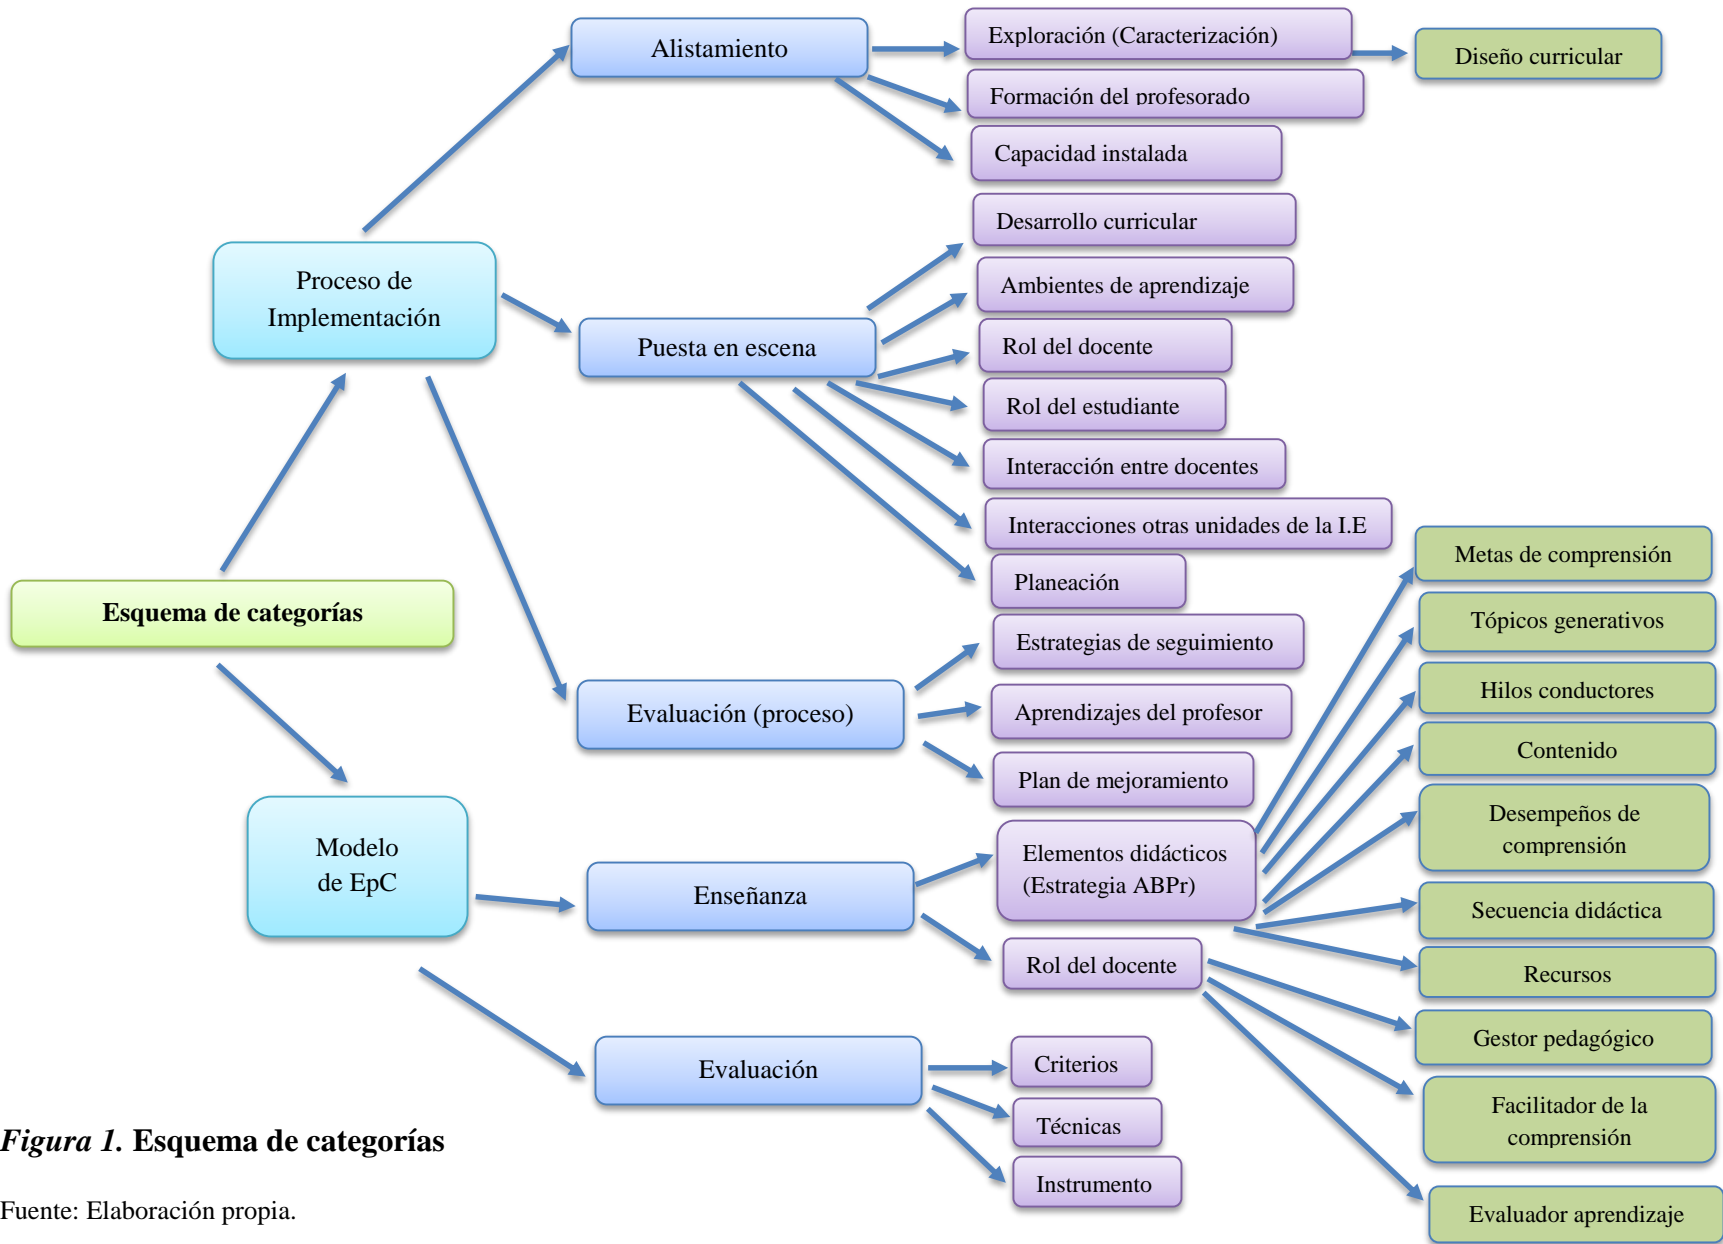 Alistamiento
Exploración (Caracterización)
Diseño curricular
Formación del profesorado
Capacidad instalada
Proceso de
Implementación
Puesta en escena
Desarrollo curricular
Ambientes de aprendizaje
Rol del docente
Rol del estudiante
Interacción entre docentes
Interacciones otras unidades de la I.E
Planeación
Esquema de categorías
Evaluación (proceso)
Estrategias de seguimiento
Aprendizajes del profesor
Plan de mejoramiento
Modelo
de EpC
Enseñanza
Elementos didácticos
(Estrategia ABPr)
Metas de comprensión
Tópicos generativos
Hilos conductores
Contenido
Desempeños de
comprensión
Secuencia didáctica
Recursos
Rol del docente
Gestor pedagógico
Facilitador de la
comprensión
Evaluador aprendizaje
Evaluación
Criterios
Técnicas
Instrumento
Figura 1. Esquema de categorías
Fuente: Elaboración propia.